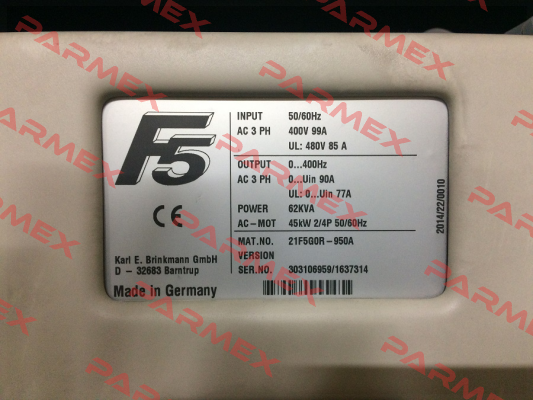 F5
INPUT 50/60Hz
AC 3 PH 400V 99A
UL: 480V 85 A
OUTPUT 0...400Hz
AC 3 PH 0...Uin 90A
UL: 0...Uin 77A
POWER 62KVA
AC-MOT 45kW 2/4P 50/60Hz
MAT.NO. 21F5G0R-950A
VERSION
SER.NO. 303106959/1637314
2014/22/0010
CE
Karl E. Brinkmann GmbH
D - 32683 Barntrup
Made in Germany
PARMEX
PARMEX
PARMEX
PARMEX
PARMEX
PARMEX
PARMEX
PARMEX